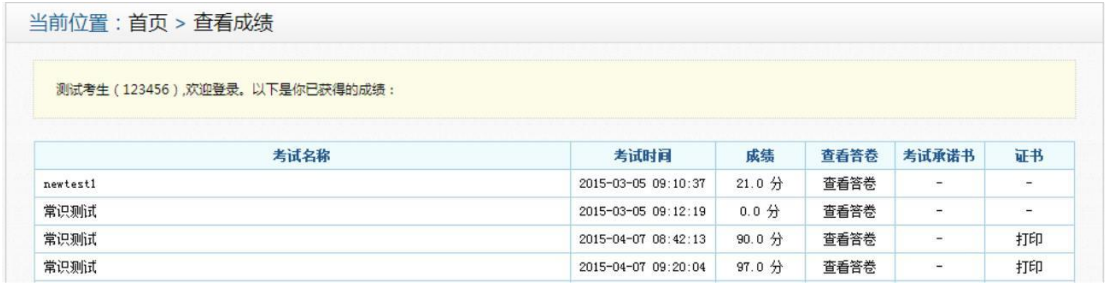 当前位置：首页 > 查看成绩
测试考生（123456）,欢迎登录。以下是你已获得的成绩：
考试名称 考试时间 成绩 查看答卷 考试承诺书 证书
newtest1 2015-03-05 09:10:37 21.0 分 查看答卷 - -
常识测试 2015-03-05 09:12:19 0.0 分 查看答卷 - -
常识测试 2015-04-07 08:42:13 90.0 分 查看答卷 - 打印
常识测试 2015-04-07 09:20:04 97.0 分 查看答卷 - 打印